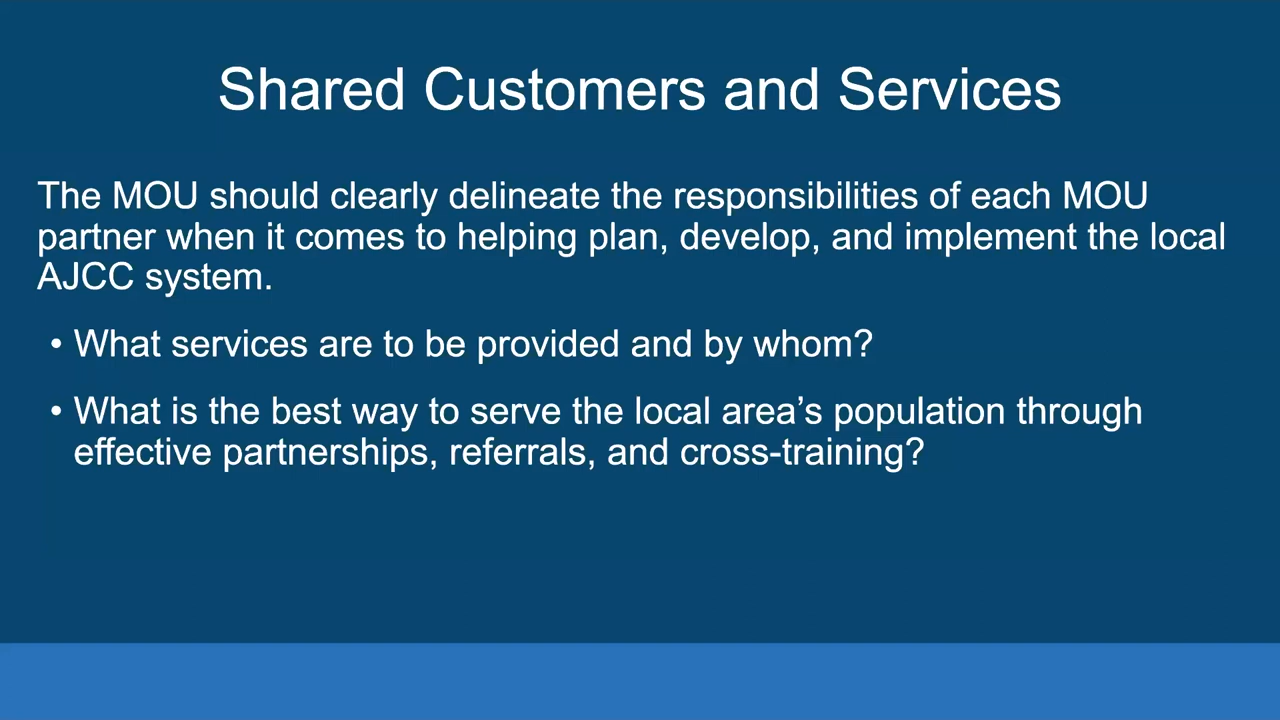 Shared Customers and Services
The MOU should clearly delineate the responsibilities of each MOU
partner when it comes to helping plan, develop, and implement the local
AJCC system.
• What services are to be provided and by whom?
• What is the best way to serve the local area’s population through
effective partnerships, referrals, and cross-training?